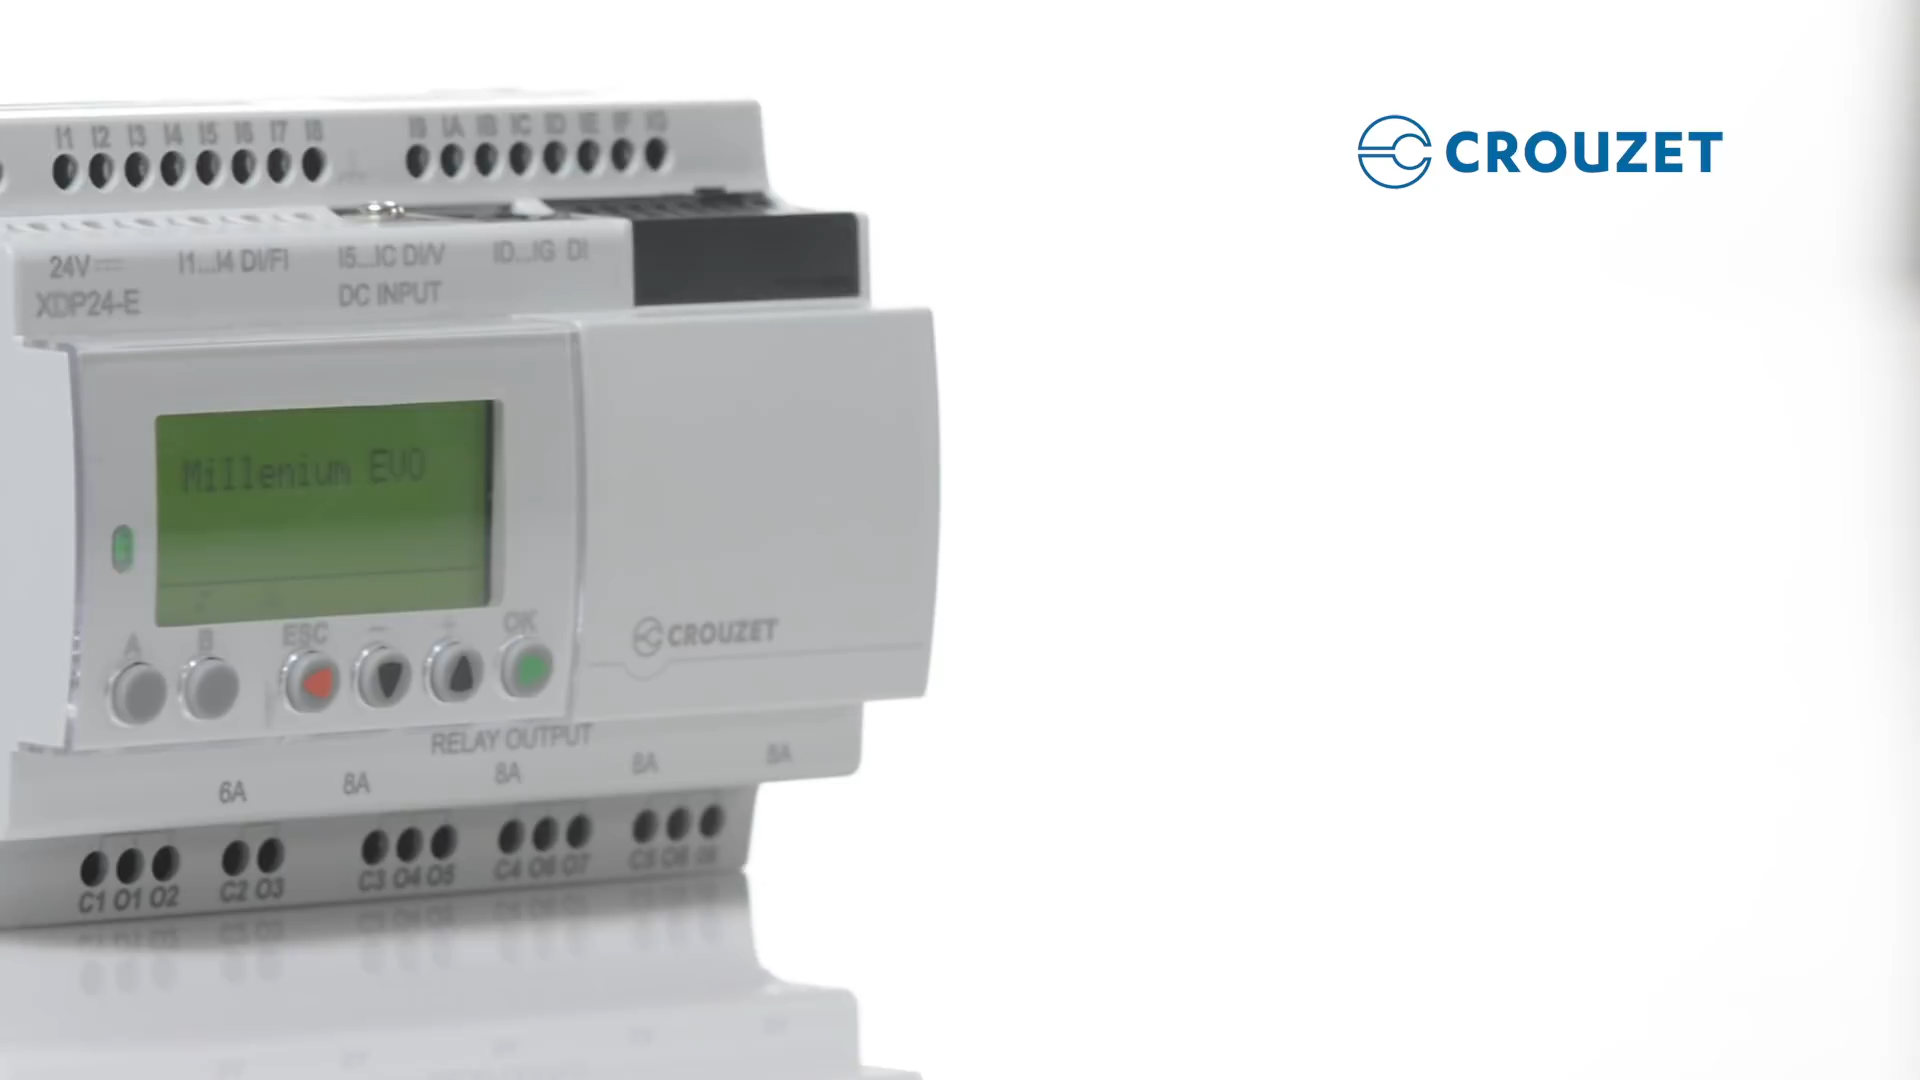 I1 I2 I3 I4 I5 I6 I7 I8 I9 IA IB IC ID IE IF IG
CROUZET
24V I1...I4 DI/FI I5...IC DI/V ID...IG DI
XDP24-E DC INPUT
Millenium EVO
A B ESC - + OK
CROUZET
RELAY OUTPUT
6A 8A 8A 8A 8A
C1 O1 O2 C2 O3 C3 O4 O5 C4 O6 O7 C5